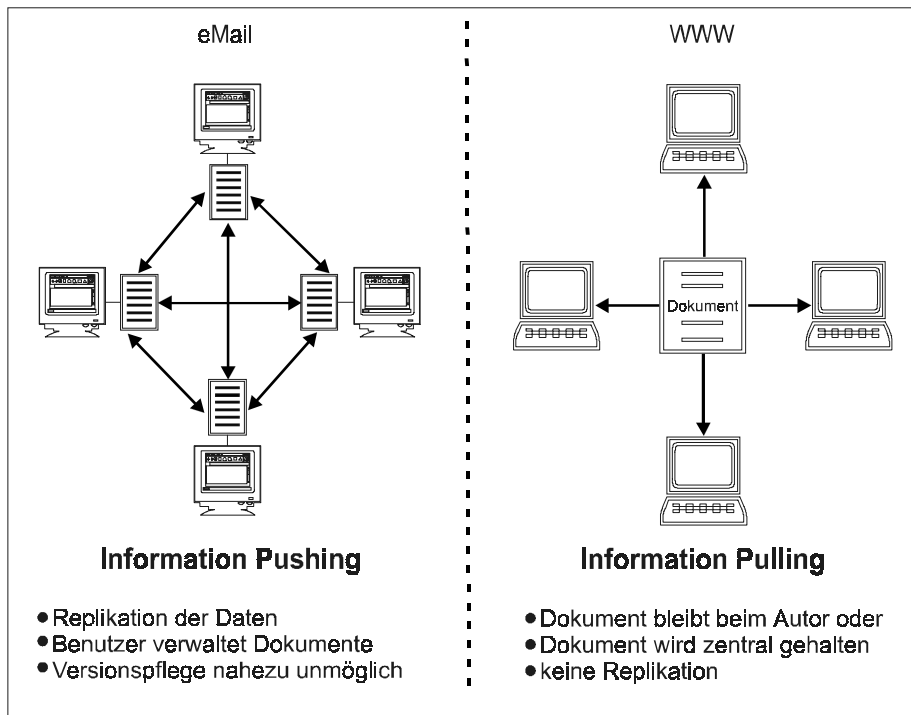 eMail
Information Pushing
● Replikation der Daten
● Benutzer verwaltet Dokumente
● Versionspflege nahezu unmöglich
WWW
Dokument
Information Pulling
● Dokument bleibt beim Autor oder
● Dokument wird zentral gehalten
● keine Replikation